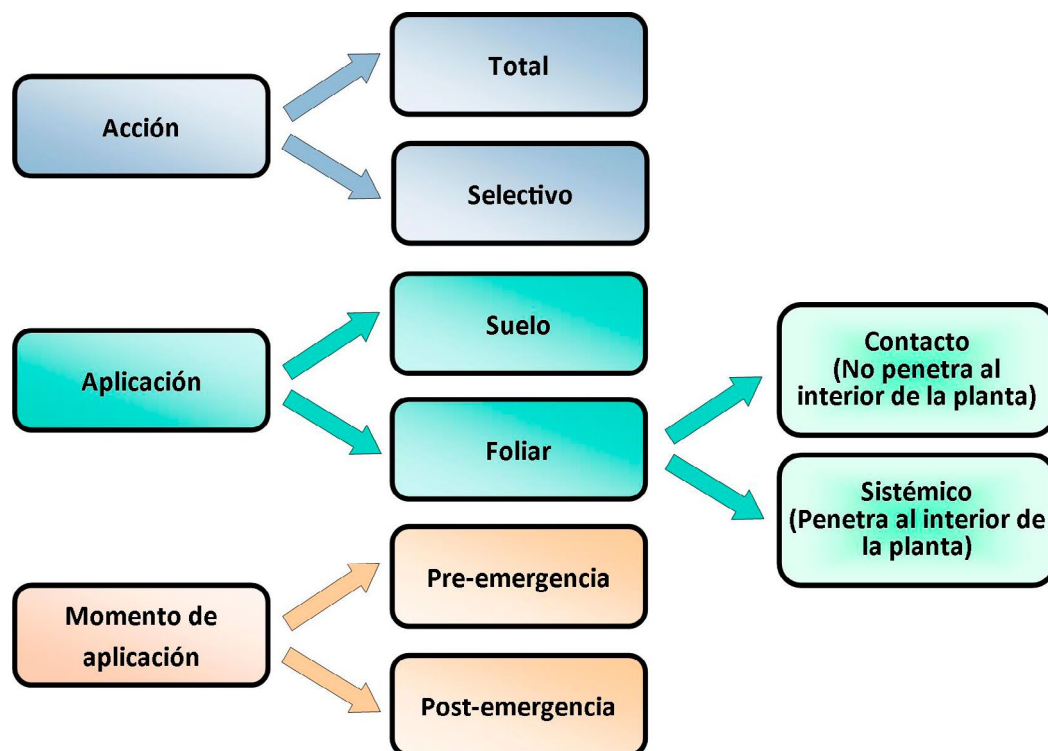 Acción
Total
Selectivo
Aplicación
Suelo
Foliar
Contacto
(No penetra al
interior de la planta)
Sistémico
(Penetra al interior de
la planta)
Momento de
aplicación
Pre-emergencia
Post-emergencia